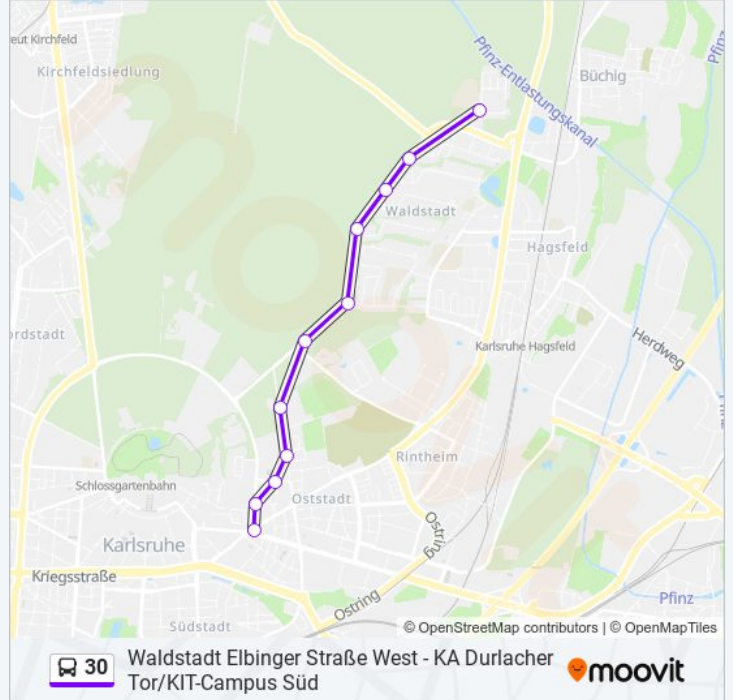 eut Kirchfeld
Kirchfeldsiedlung
Pfinz-Entlastungskanal
Büchig
Pfinz
Waldstadt
Hagsfeld
ordstadt
Karlsruhe Hagsfeld
Herdweg
Rintheim
Schlossgartenbahn
Oststadt
Ostring
Karlsruhe
Kriegsstraße
Ostring
Pfinz
Südstadt
© OpenStreetMap contributors | © OpenMapTiles
30
Waldstadt Elbinger Straße West - KA Durlacher
Tor/KIT-Campus Süd
moovit